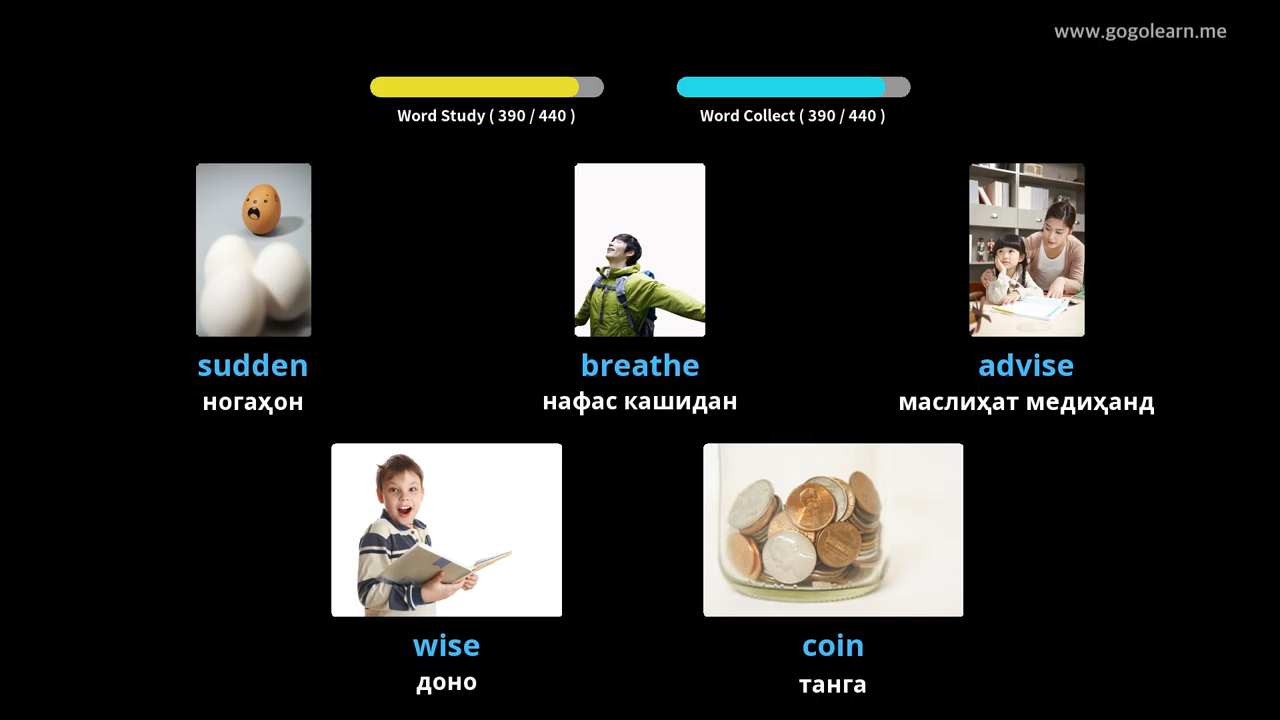 www.gogolearn.me
Word Study ( 390 / 440 )
Word Collect ( 390 / 440 )
sudden
ногаҳон
breathe
нафас кашидан
advise
маслиҳат медиҳанд
wise
доно
coin
танга